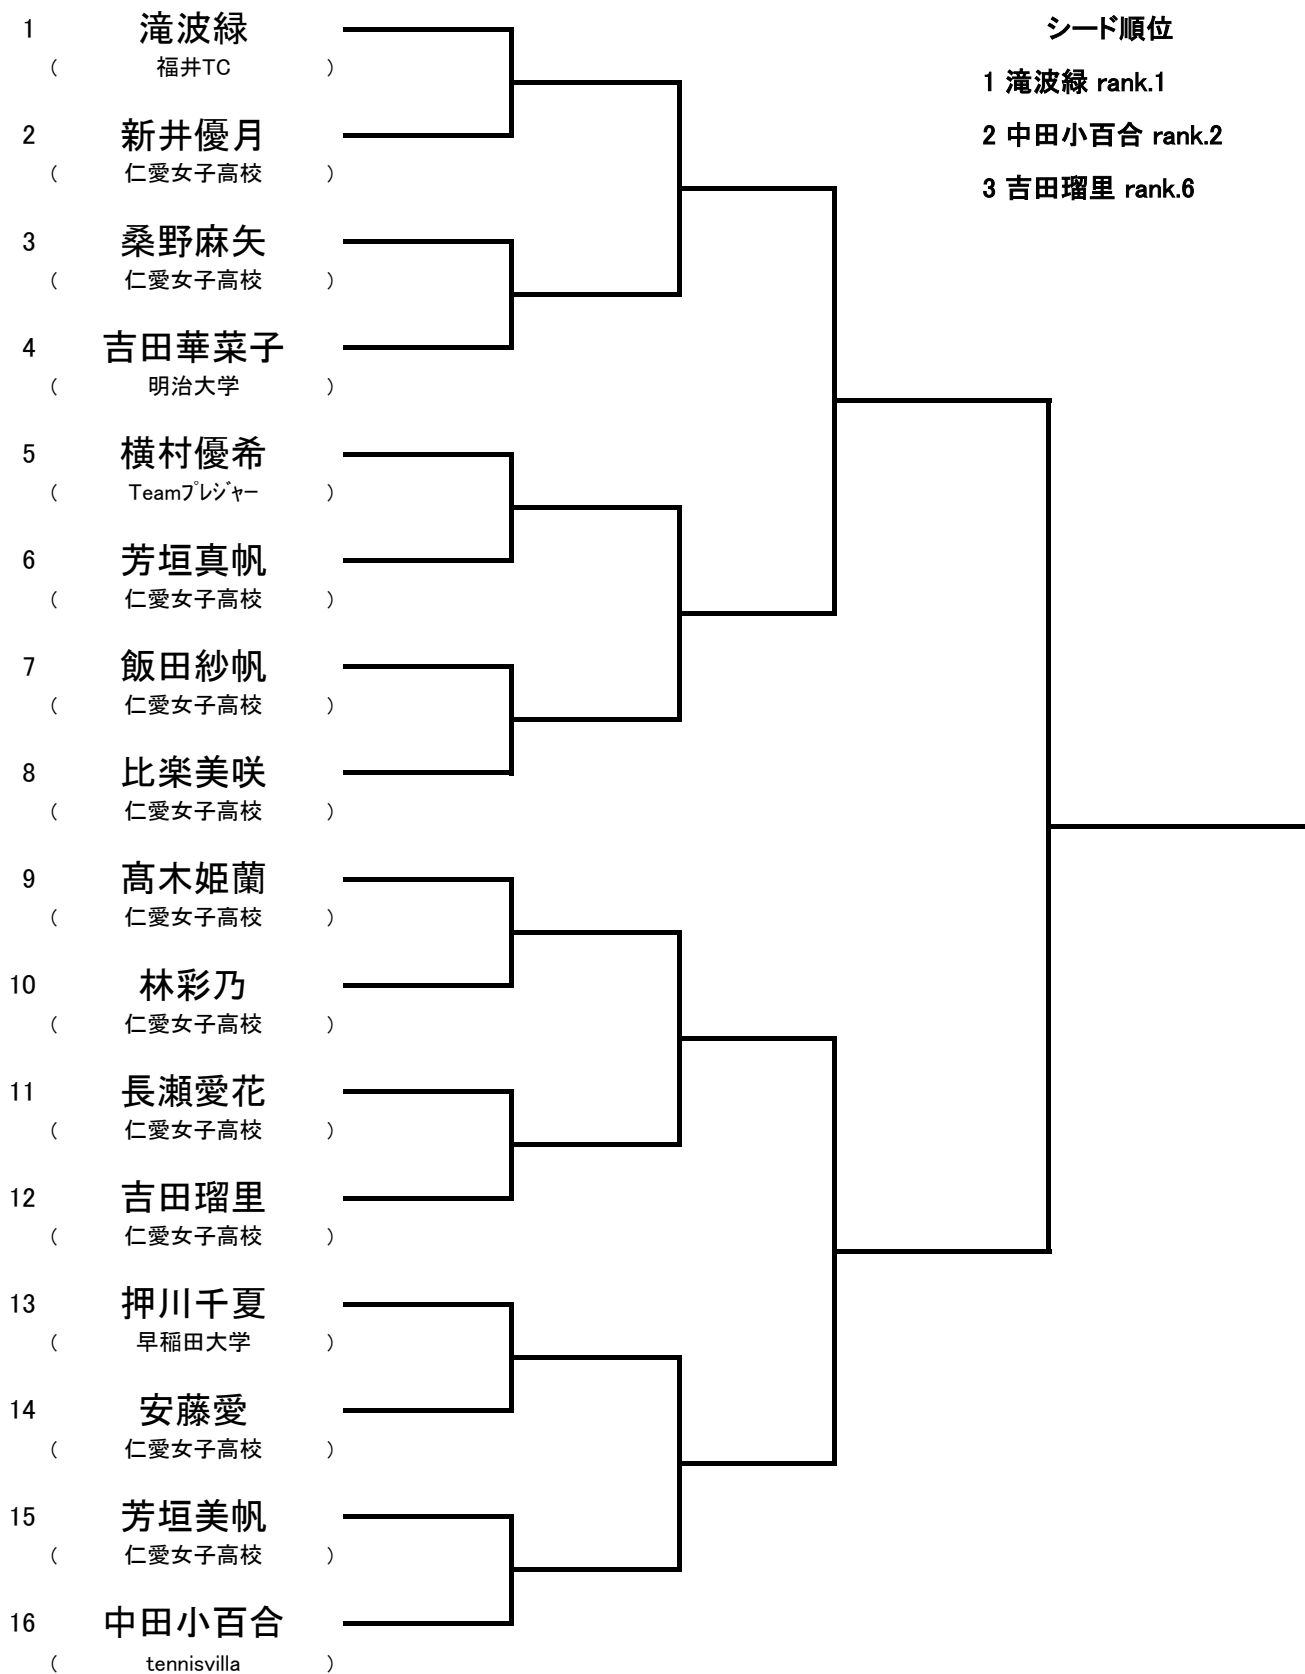 シード順位
1 滝波緑 rank.1
2 中田小百合 rank.2
3 吉田瑠里 rank.6
1 滝波緑
( 福井TC )
2 新井優月
( 仁愛女子高校 )
3 桑野麻矢
( 仁愛女子高校 )
4 吉田華菜子
( 明治大学 )
5 横村優希
( Teamﾌﾟﾚｼﾞｬｰ )
6 芳垣真帆
( 仁愛女子高校 )
7 飯田紗帆
( 仁愛女子高校 )
8 比楽美咲
( 仁愛女子高校 )
9 髙木姫蘭
( 仁愛女子高校 )
10 林彩乃
( 仁愛女子高校 )
11 長瀬愛花
( 仁愛女子高校 )
12 吉田瑠里
( 仁愛女子高校 )
13 押川千夏
( 早稲田大学 )
14 安藤愛
( 仁愛女子高校 )
15 芳垣美帆
( 仁愛女子高校 )
16 中田小百合
( tennisvilla )